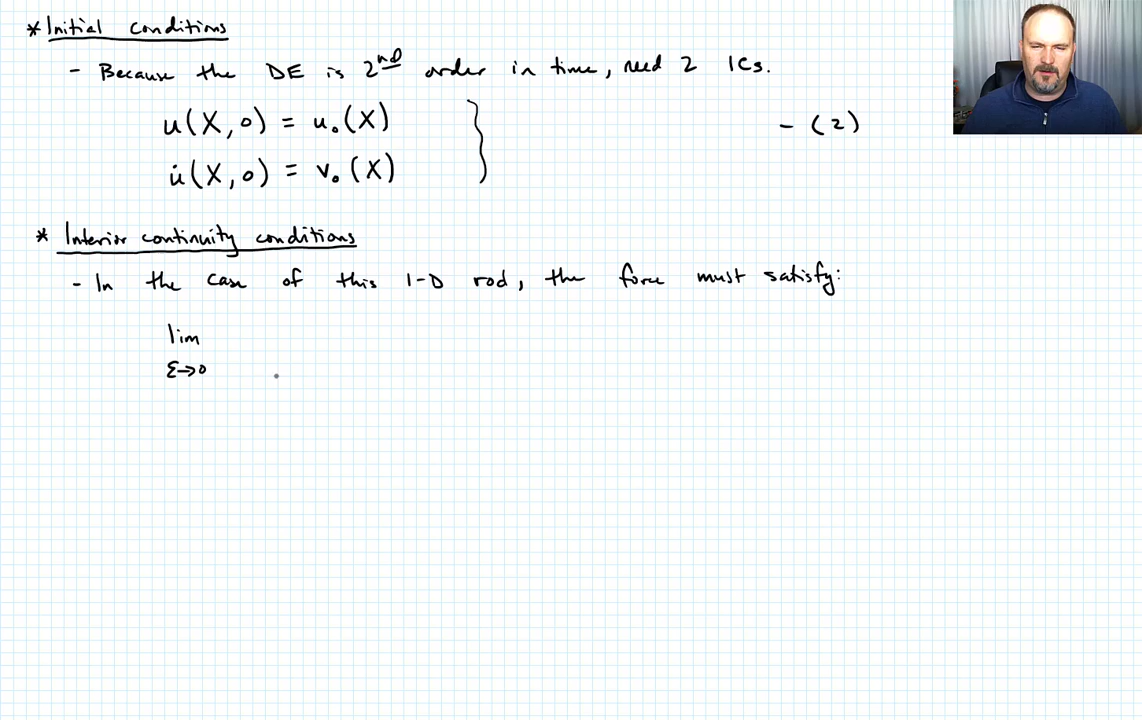 * Initial conditions
- Because the DE is 2nd order in time, need 2 ICs.
u(X,0) = u₀(X)
u̇(X,0) = v₀(X) } - (2)
* Interior continuity conditions
- In the case of this 1-D rod, the force must satisfy:
lim
ε→0